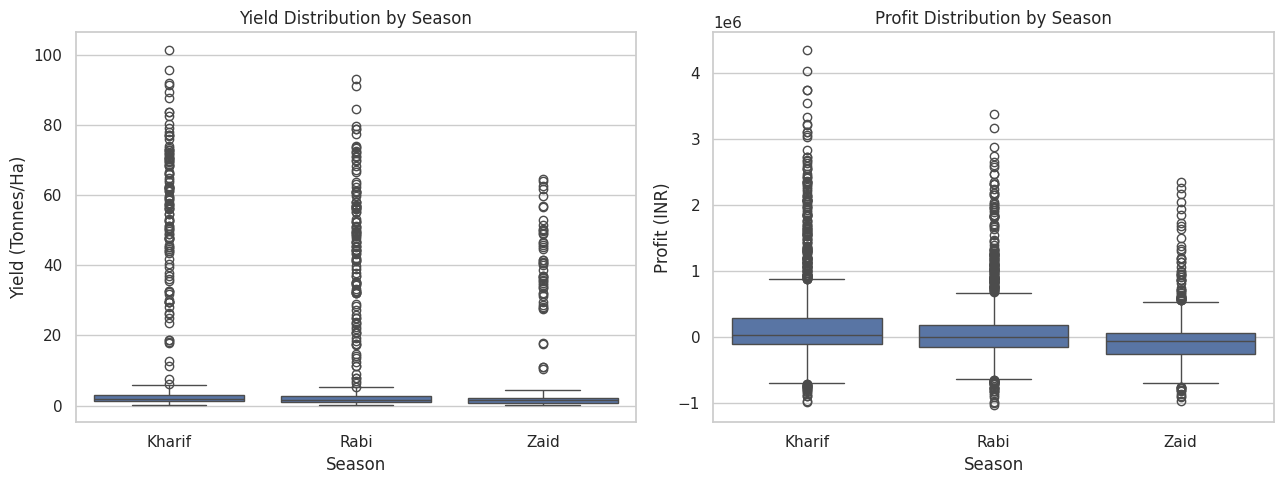 Yield Distribution by Season
Yield (Tonnes/Ha)
100
80
60
40
20
0
Kharif
Rabi
Zaid
Season
Profit Distribution by Season
1e6
Profit (INR)
4
3
2
1
0
−1
Kharif
Rabi
Zaid
Season